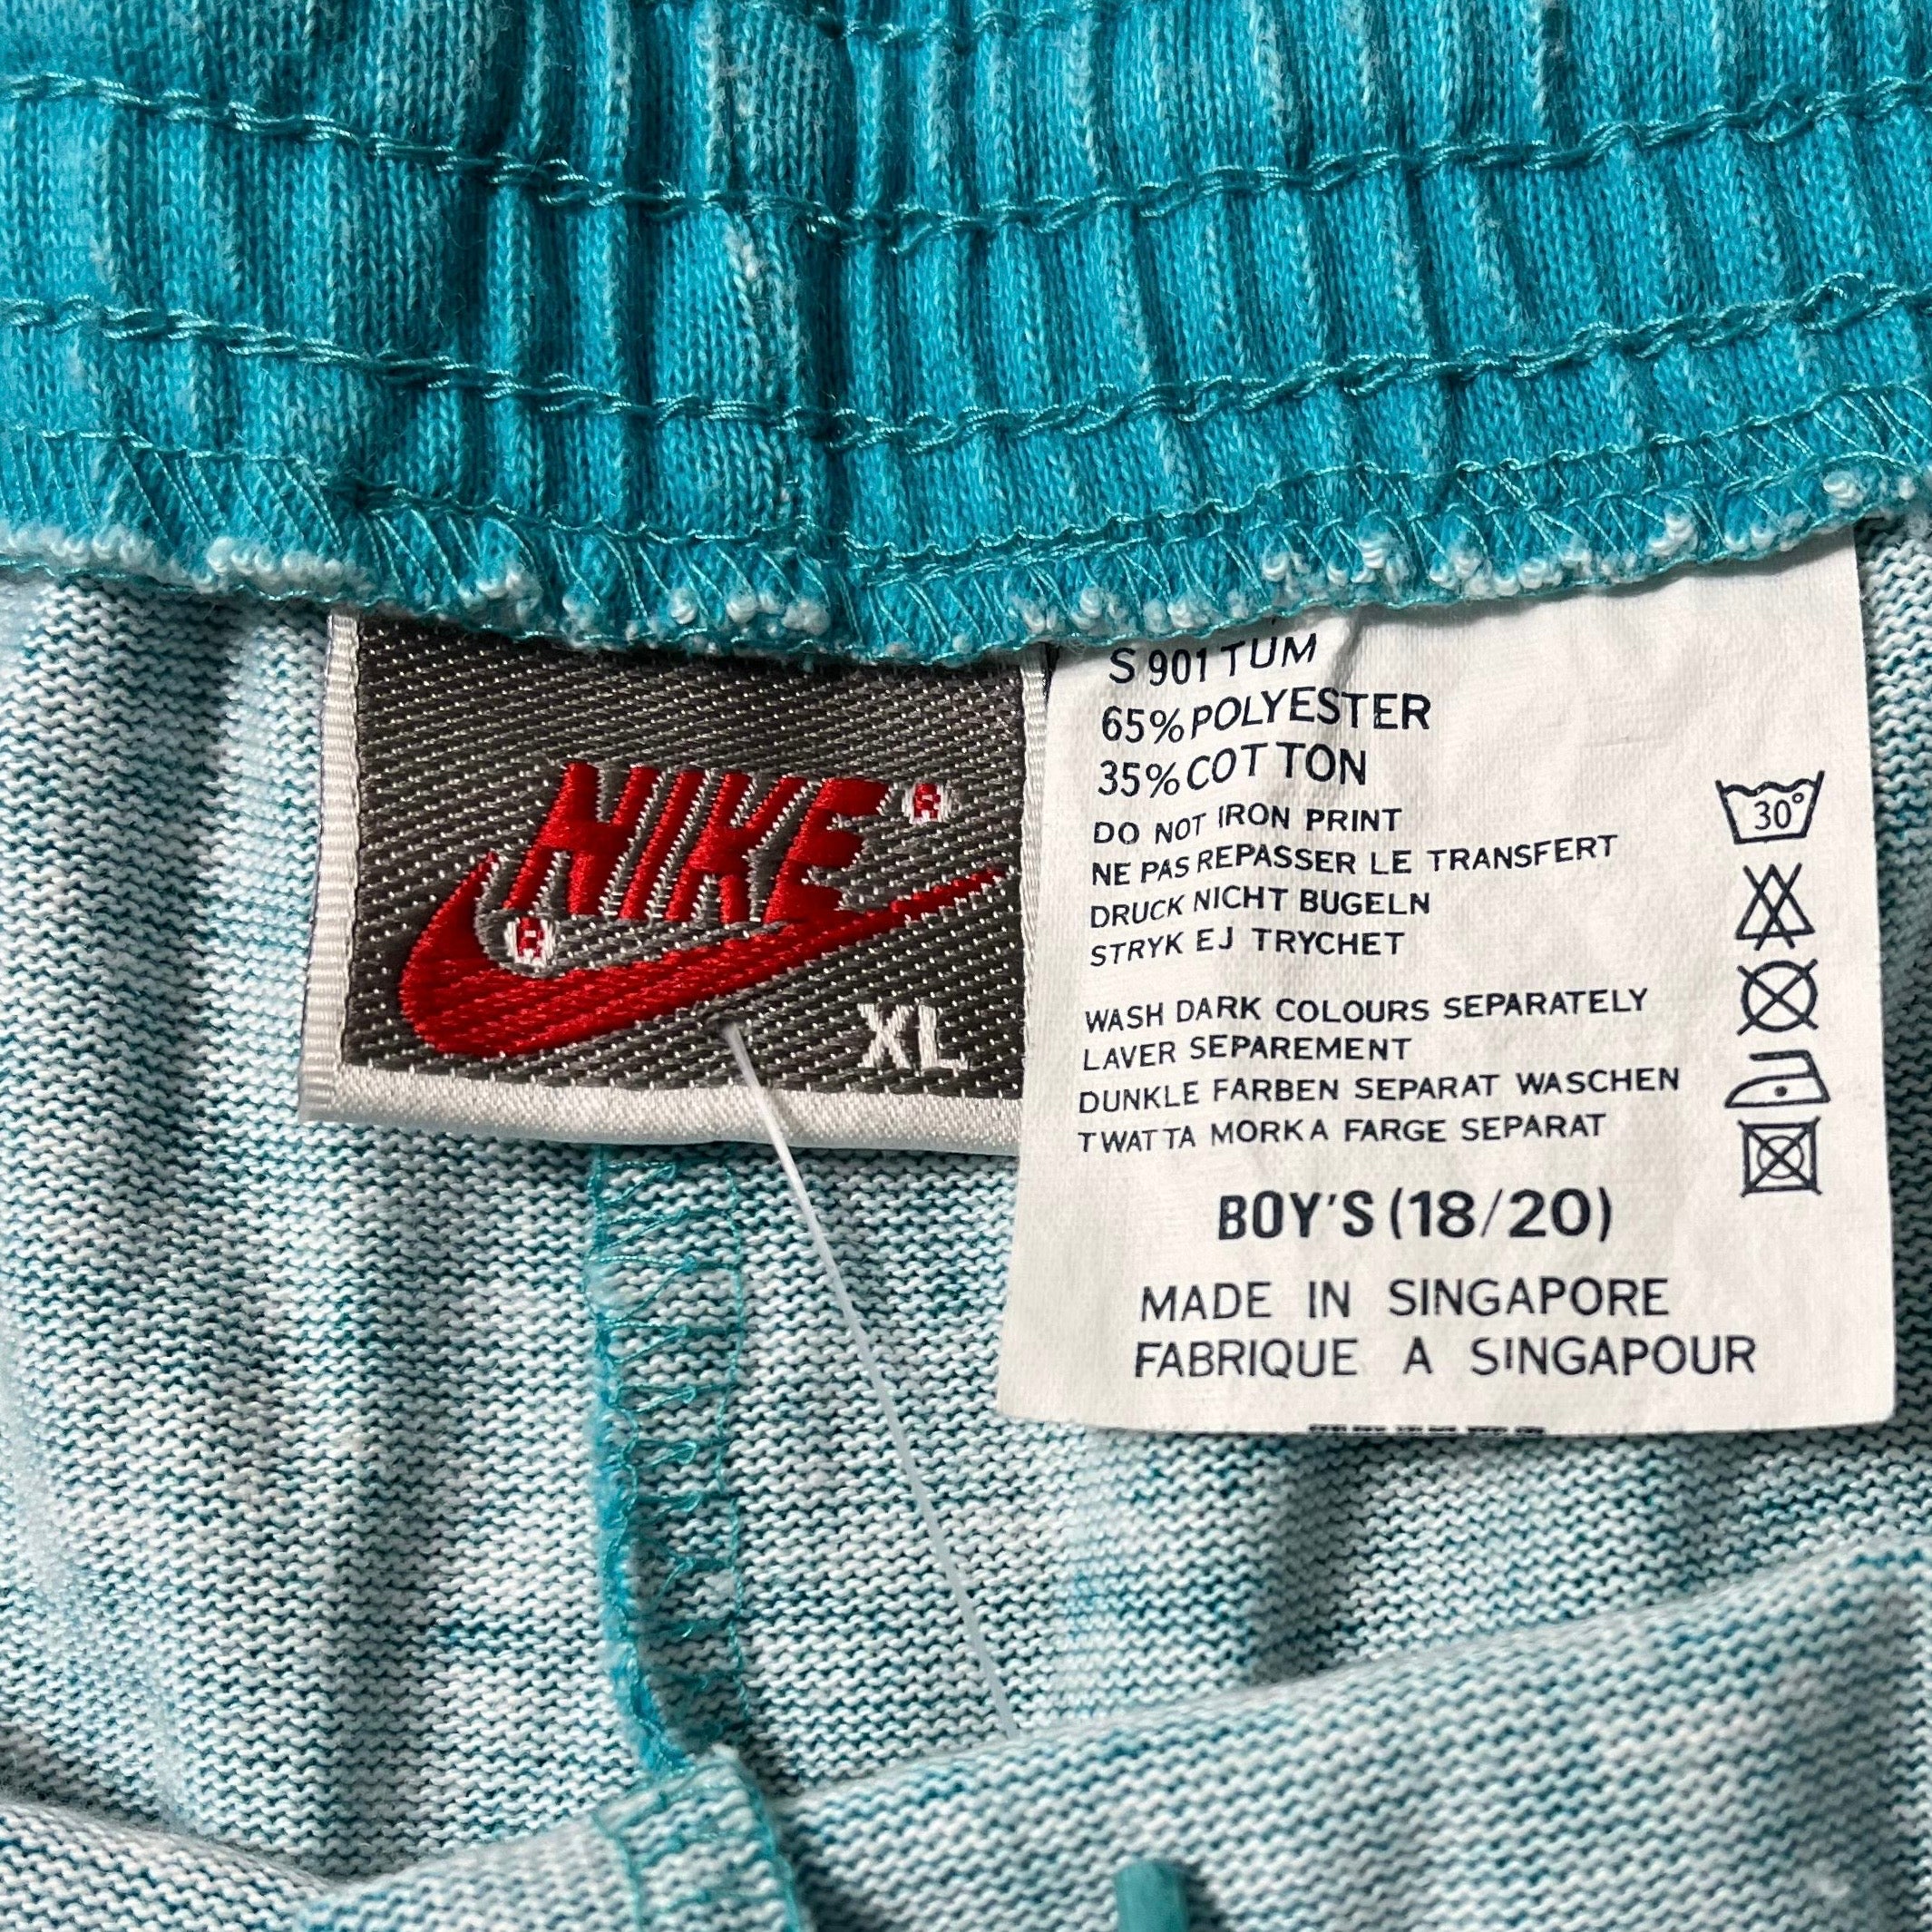 NIKE ®
®
XL
S 901 TUM
65% POLYESTER
35% COTTON
DO NOT IRON PRINT
NE PAS REPASSER LE TRANSFERT
DRUCK NICHT BUGELN
STRYK EJ TRYCHET
WASH DARK COLOURS SEPARATELY
LAVER SEPAREMENT
DUNKLE FARBEN SEPARAT WASCHEN
TWATTA MORKA FARGE SEPARAT
30°
BOY'S (18/20)
MADE IN SINGAPORE
FABRIQUE A SINGAPOUR